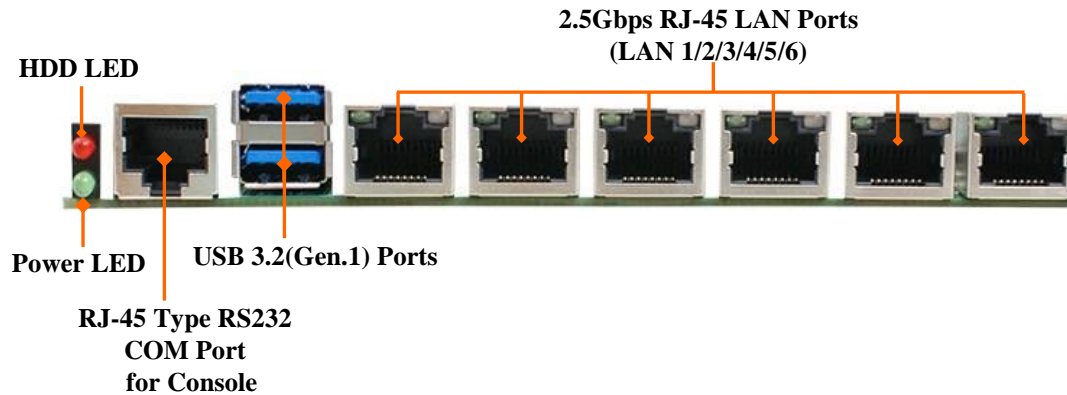 2.5Gbps RJ-45 LAN Ports
(LAN 1/2/3/4/5/6)
HDD LED
Power LED
USB 3.2(Gen.1) Ports
RJ-45 Type RS232
COM Port
for Console